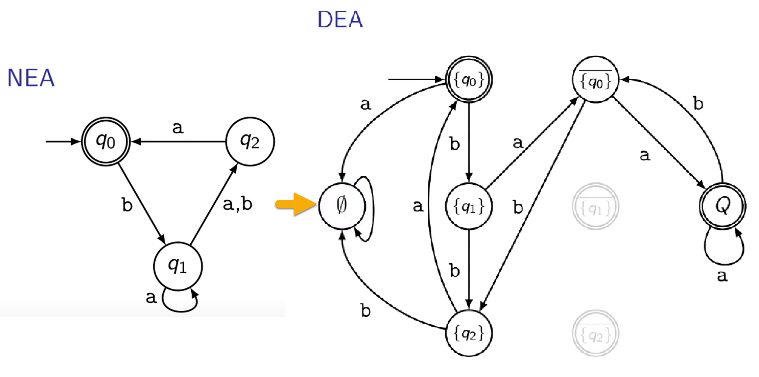 DEA
NEA
{q₀}
{q₀}
a
b
a
b
a
q₀
a
q₂
b
a,b
∅
{q₁}
a
b
{q₁}
Q
q₁
a
b
a
b
{q₂}
{q₂}